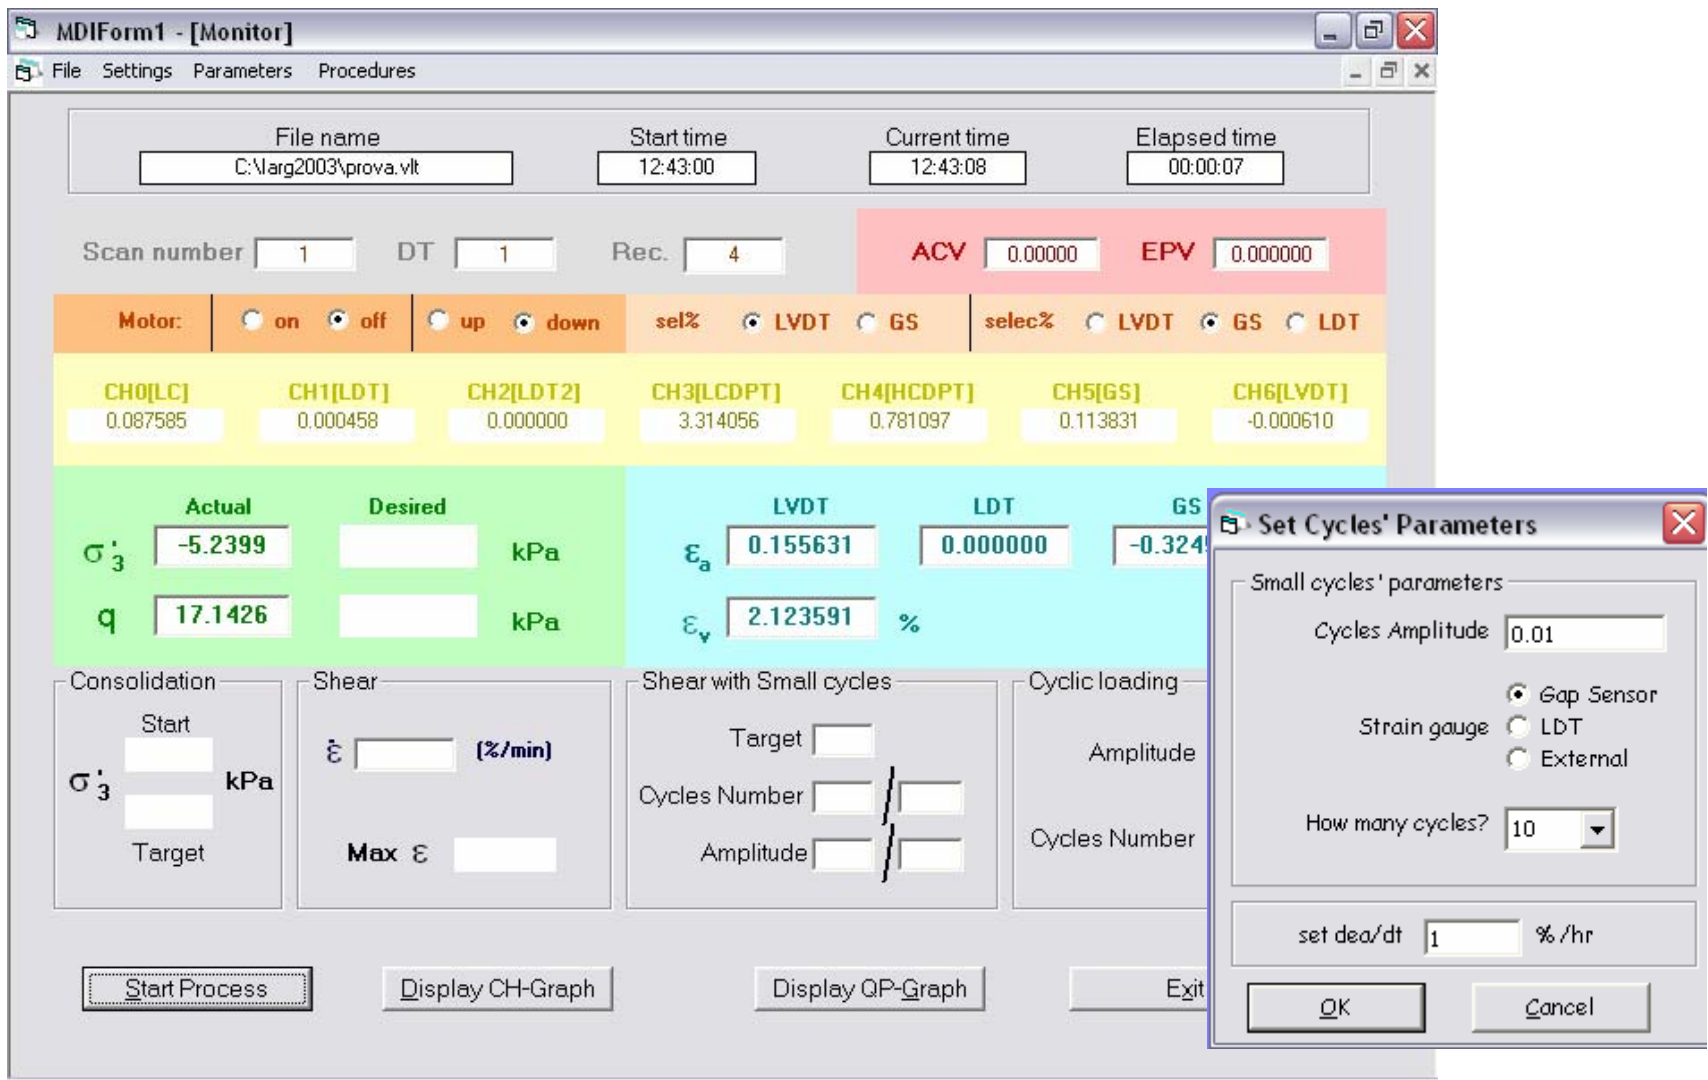 MDIForm1 - [Monitor]
File Settings Parameters Procedures
File name Start time Current time Elapsed time
C:\larg2003\prova.vlt 12:43:00 12:43:08 00:00:07
Scan number 1 DT 1 Rec. 4 ACV 0.00000 EPV 0.000000
Motor: on off up down sel% LVDT GS selec% LVDT GS LDT
CH0[LC] CH1[LDT] CH2[LDT2] CH3[LCDPT] CH4[HCDPT] CH5[GS] CH6[LVDT]
0.087585 0.000458 0.000000 3.314056 0.781097 0.113831 -0.000610
Actual Desired LVDT LDT GS
σ'3 -5.2399 kPa εa 0.155631 0.000000 -0.324
q 17.1426 kPa εv 2.123591 %
Consolidation
Start
σ'3 kPa
Target
Shear
ε̇ (%/min)
Max ε
Shear with Small cycles
Target
Cycles Number /
Amplitude /
Cyclic loading
Amplitude
Cycles Number
Start Process Display CH-Graph Display QP-Graph Exit
Set Cycles' Parameters
Small cycles' parameters
Cycles Amplitude 0.01
Gap Sensor
Strain gauge LDT
External
How many cycles? 10
set dea/dt 1 %/hr
OK Cancel